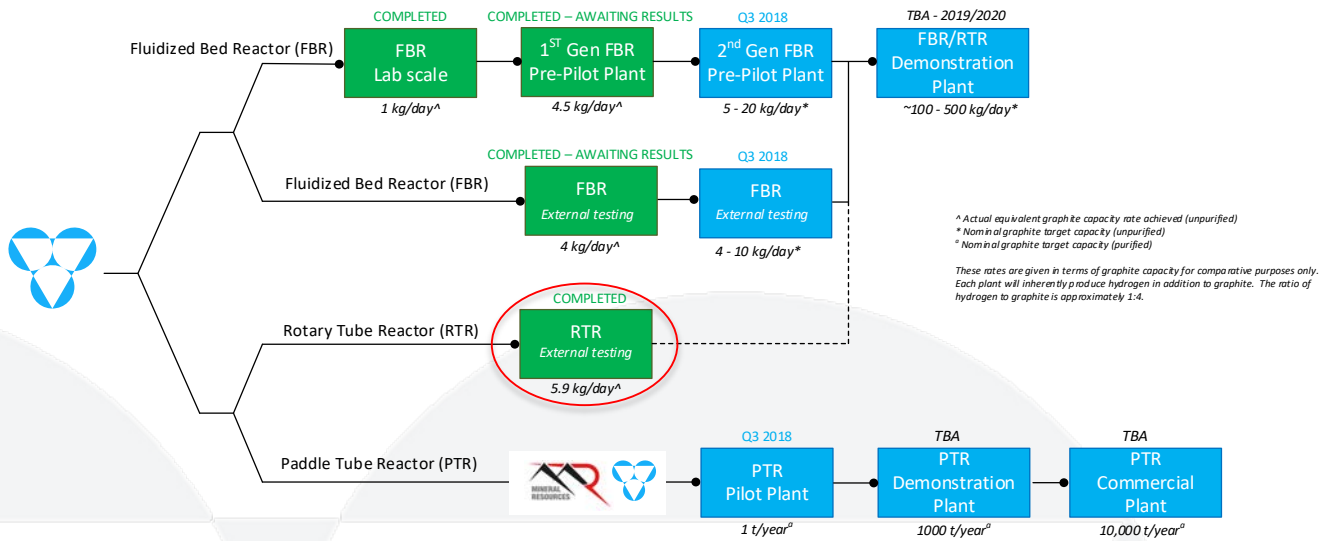 COMPLETED
COMPLETED – AWAITING RESULTS
Q3 2018
TBA - 2019/2020
Fluidized Bed Reactor (FBR)
FBR
Lab scale
1ST Gen FBR
Pre-Pilot Plant
2nd Gen FBR
Pre-Pilot Plant
FBR/RTR
Demonstration
Plant
1 kg/day^
4.5 kg/day^
5 - 20 kg/day*
~100 - 500 kg/day*
COMPLETED – AWAITING RESULTS
Q3 2018
Fluidized Bed Reactor (FBR)
FBR
External testing
FBR
External testing
4 kg/day^
4 - 10 kg/day*
^ Actual equivalent graphite capacity rate achieved (unpurified)
* Nominal graphite target capacity (unpurified)
a Nominal graphite target capacity (purified)
These rates are given in terms of graphite capacity for comparative purposes only.
Each plant will inherently produce hydrogen in addition to graphite. The ratio of
hydrogen to graphite is approximately 1:4.
COMPLETED
Rotary Tube Reactor (RTR)
RTR
External testing
5.9 kg/day^
Q3 2018
TBA
TBA
Paddle Tube Reactor (PTR)
MINERAL
RESOURCES
PTR
Pilot Plant
PTR
Demonstration
Plant
PTR
Commercial
Plant
1 t/yeara
1000 t/yeara
10,000 t/yeara